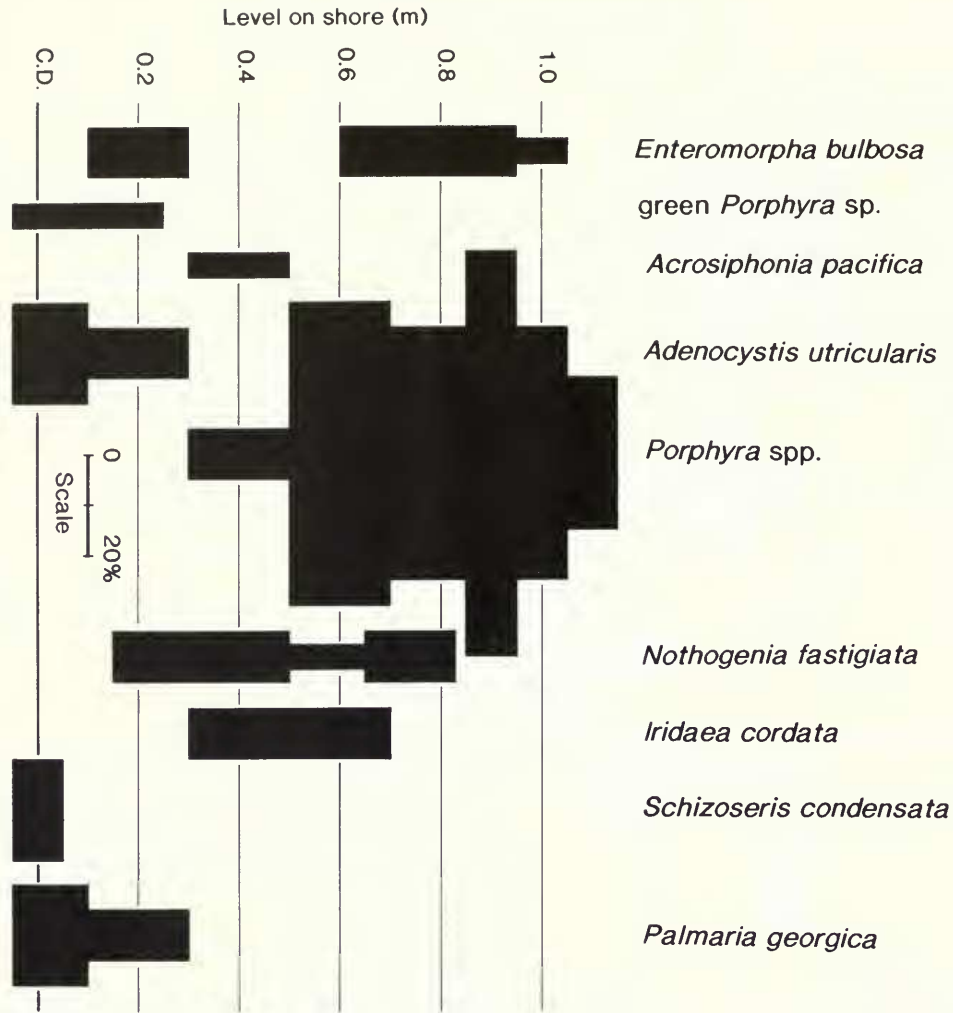 Level on shore (m)
C.D.
0.2
0.4
0.6
0.8
1.0
Enteromorpha bulbosa
green Porphyra sp.
Acrosiphonia pacifica
Adenocystis utricularis
Porphyra spp.
0
20%
Scale
Nothogenia fastigiata
Iridaea cordata
Schizoseris condensata
Palmaria georgica